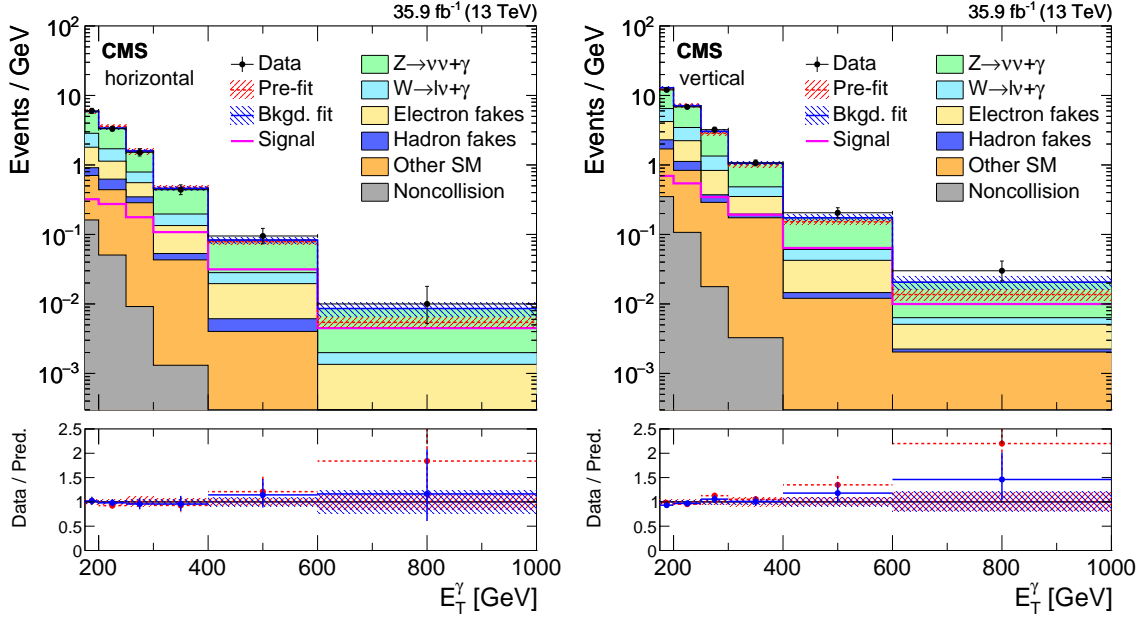 35.9 fb⁻¹ (13 TeV)
CMS
horizontal
Data
Pre-fit
Bkgd. fit
Signal
Z→νν+γ
W→lν+γ
Electron fakes
Hadron fakes
Other SM
Noncollision
Events / GeV
10²
10
1
10⁻¹
10⁻²
10⁻³
Data / Pred.
2.5
2
1.5
1
0.5
0
200 400 600 800 1000
E_T^γ [GeV]
35.9 fb⁻¹ (13 TeV)
CMS
vertical
Data
Pre-fit
Bkgd. fit
Signal
Z→νν+γ
W→lν+γ
Electron fakes
Hadron fakes
Other SM
Noncollision
Events / GeV
10²
10
1
10⁻¹
10⁻²
10⁻³
Data / Pred.
2.5
2
1.5
1
0.5
0
200 400 600 800 1000
E_T^γ [GeV]